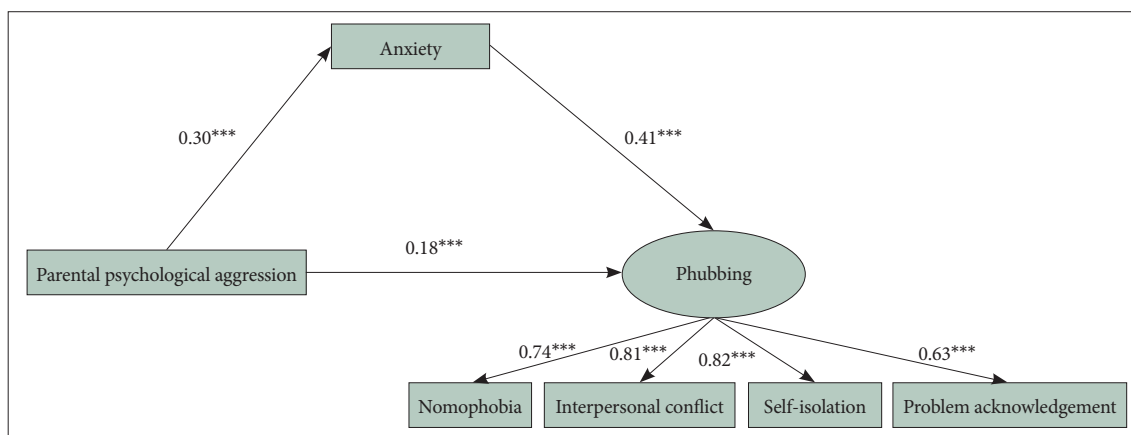 Anxiety
0.30***
0.41***
0.18***
Parental psychological aggression
Phubbing
0.74***
0.81***
0.82***
0.63***
Nomophobia
Interpersonal conflict
Self-isolation
Problem acknowledgement